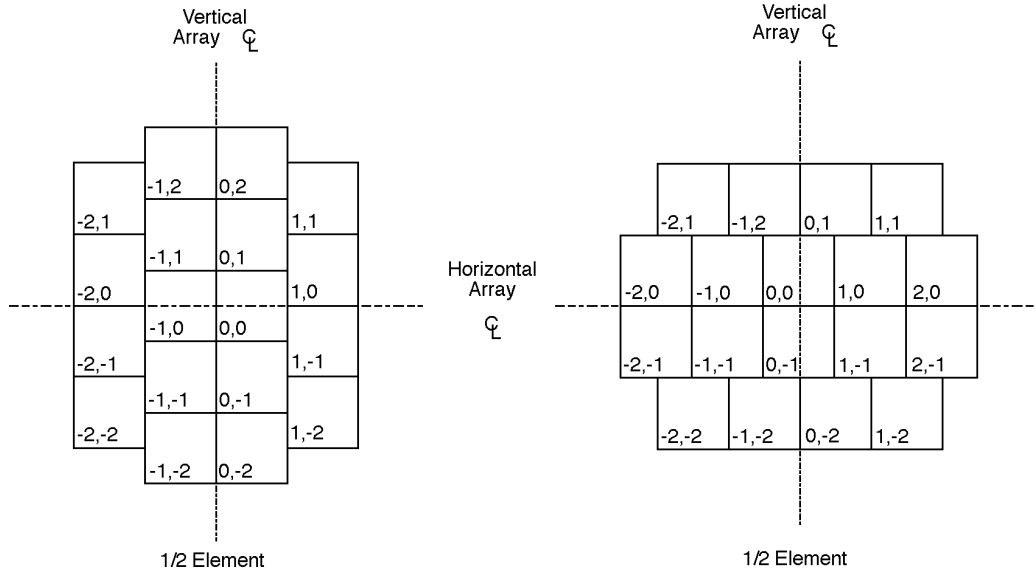 Vertical
Array ℄
-1,2 0,2
-2,1 1,1
-1,1 0,1
-2,0 1,0
-1,0 0,0
-2,-1 1,-1
-1,-1 0,-1
-2,-2 1,-2
-1,-2 0,-2
1/2 Element
Horizontal
Array
℄
Vertical
Array ℄
-2,1 -1,2 0,1 1,1
-2,0 -1,0 0,0 1,0 2,0
-2,-1 -1,-1 0,-1 1,-1 2,-1
-2,-2 -1,-2 0,-2 1,-2
1/2 Element